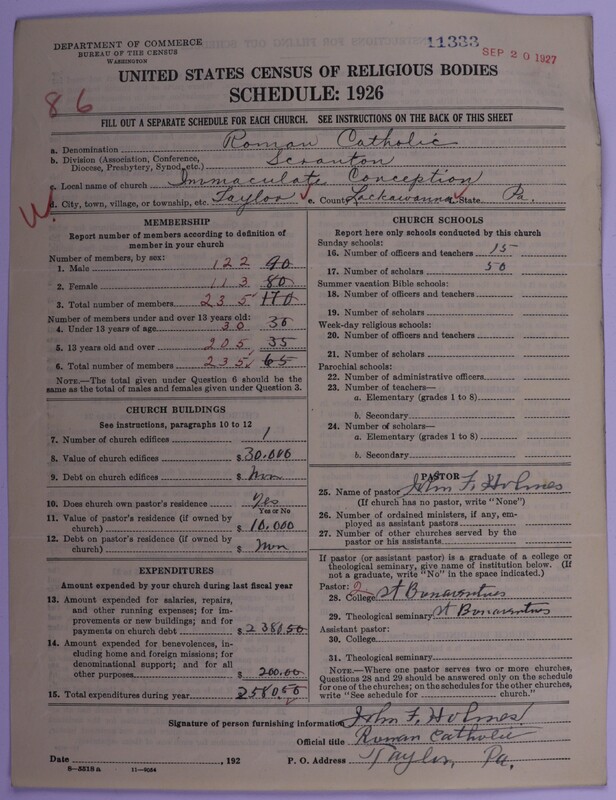 DEPARTMENT OF COMMERCE
BUREAU OF THE CENSUS
WASHINGTON
11333
SEP 20 1927
UNITED STATES CENSUS OF RELIGIOUS BODIES
SCHEDULE: 1926
86
FILL OUT A SEPARATE SCHEDULE FOR EACH CHURCH. SEE INSTRUCTIONS ON THE BACK OF THIS SHEET
a. Denomination Roman Catholic
b. Division (Association, Conference, Diocese, Presbytery, Synod, etc.) Scranton
c. Local name of church Immaculate Conception
d. City, town, village, or township, etc. Taylor e. County Lackawanna State Pa.
MEMBERSHIP
Report number of members according to definition of
member in your church
Number of members, by sex:
1. Male 122 90
2. Female 113 80
3. Total number of members 235 170
Number of members under and over 13 years old:
4. Under 13 years of age 30 30
5. 13 years old and over 205 35
6. Total number of members 235 65
NOTE.—The total given under Question 6 should be the
same as the total of males and females given under Question 3.
CHURCH BUILDINGS
See instructions, paragraphs 10 to 12
7. Number of church edifices 1
8. Value of church edifices $ 30.000
9. Debt on church edifices $
10. Does church own pastor's residence Yes
Yes or No
11. Value of pastor's residence (if owned by
church) $ 10.000
12. Debt on pastor's residence (if owned by
church) $
EXPENDITURES
Amount expended by your church during last fiscal year
13. Amount expended for salaries, repairs,
and other running expenses; for im-
provements or new buildings; and for
payments on church debt $
14. Amount expended for benevolences, in-
cluding home and foreign missions; for
denominational support; and for all
other purposes $ 200.00
15. Total expenditures during year $
CHURCH SCHOOLS
Report here only schools conducted by this church
Sunday schools:
16. Number of officers and teachers 15
17. Number of scholars 50
Summer vacation Bible schools:
18. Number of officers and teachers
19. Number of scholars
Week-day religious schools:
20. Number of officers and teachers
21. Number of scholars
Parochial schools:
22. Number of administrative officers
23. Number of teachers—
a. Elementary (grades 1 to 8)
b. Secondary
24. Number of scholars—
a. Elementary (grades 1 to 8)
b. Secondary
PASTOR
25. Name of pastor John F. Holmes
(If church has no pastor, write "None")
26. Number of ordained ministers, if any, em-
ployed as assistant pastors
27. Number of other churches served by the
pastor or his assistants
If pastor (or assistant pastor) is a graduate of a college or
theological seminary, give name of institution below. (If
not a graduate, write "No" in the space indicated.)
Pastor: 2
28. College St Bonaventures
29. Theological seminary St Bonaventures
Assistant pastor:
30. College
31. Theological seminary
NOTE.—Where one pastor serves two or more churches,
Questions 28 and 29 should be answered only on the schedule
for one of the churches; on the schedules for the other churches,
write "See schedule for church."
Signature of person furnishing information John F. Holmes
Official title Roman Catholic
Date , 192 P. O. Address Taylor, Pa.
8—5518 a 11—9084